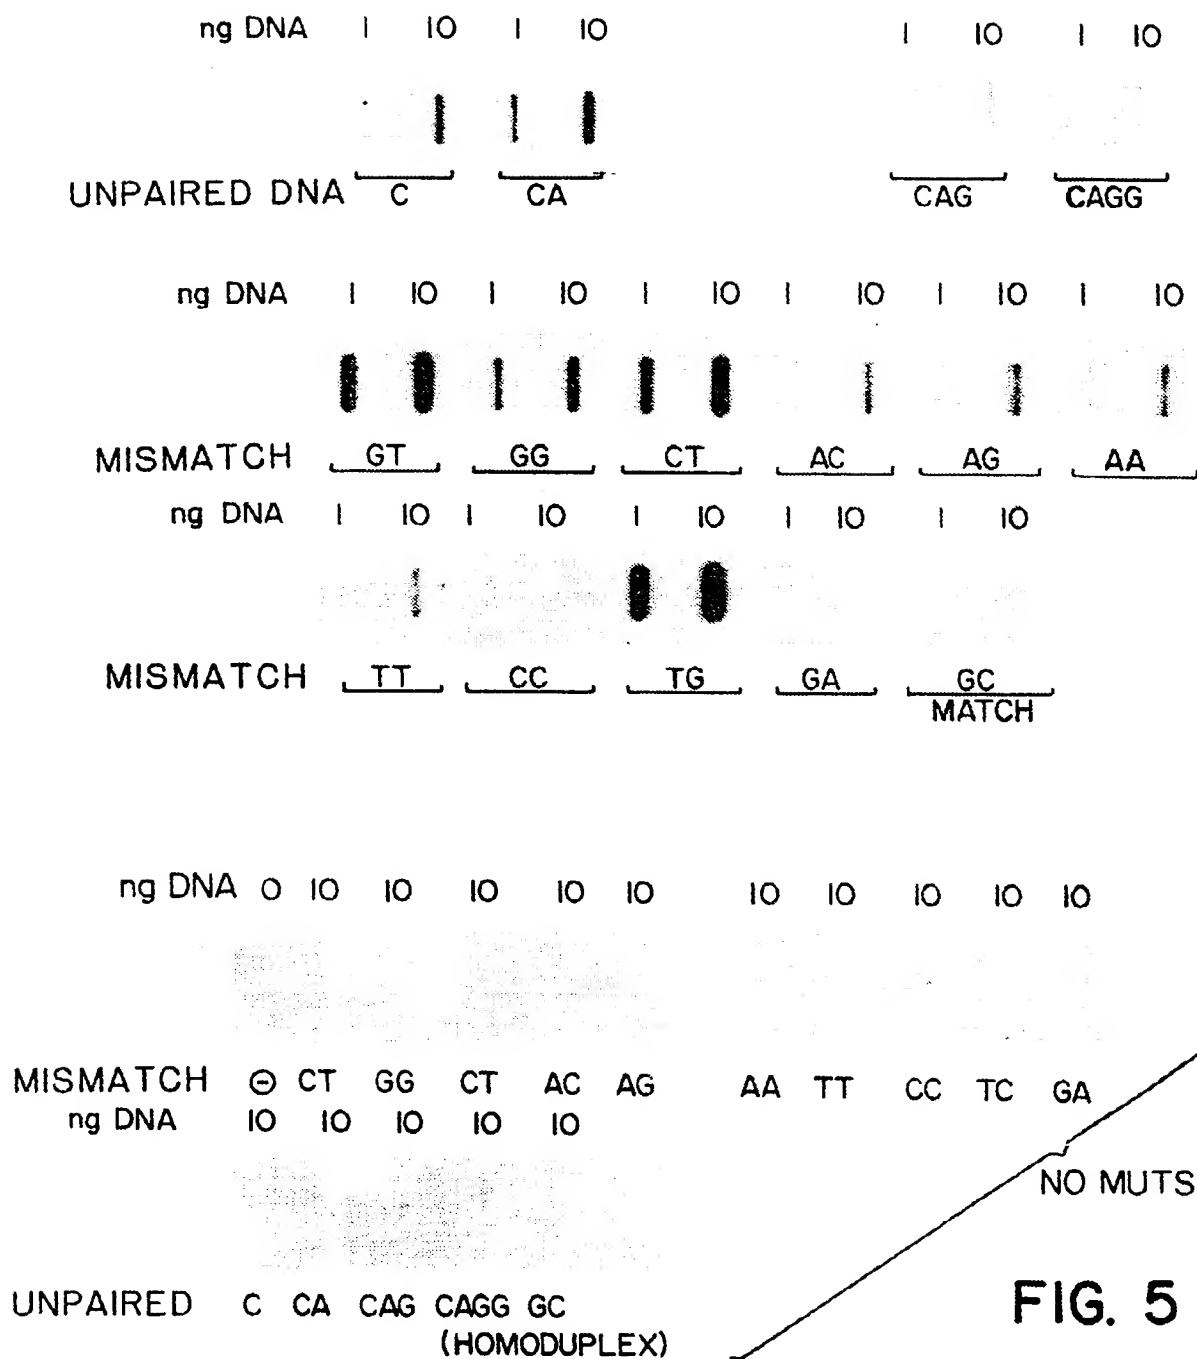 ng DNA 1 10 1 10 1 10 1 10
UNPAIRED DNA C CA CAG CAGG
ng DNA 1 10 1 10 1 10 1 10 1 10 1 10
MISMATCH GT GG CT AC AG AA
ng DNA 1 10 1 10 1 10 1 10 1 10
MISMATCH TT CC TG GA GC
MATCH
ng DNA 0 10 10 10 10 10 10 10 10 10 10
MISMATCH ⊖ CT GG CT AC AG AA TT CC TC GA
ng DNA 10 10 10 10 10
NO MUTS
UNPAIRED C CA CAG CAGG GC
(HOMODUPLEX)
FIG. 5